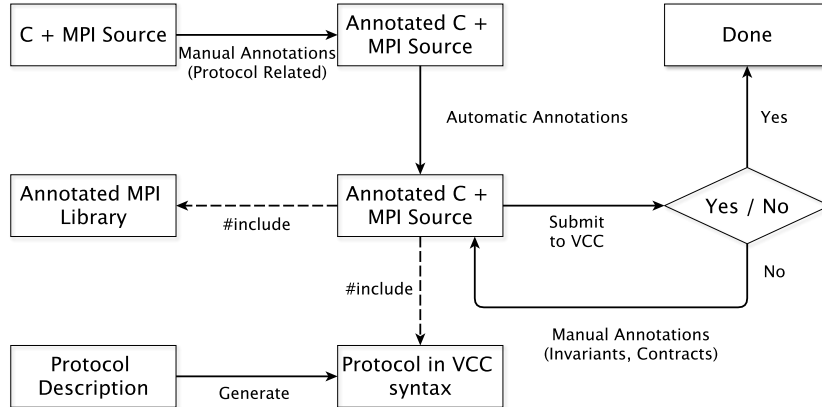 C + MPI Source
Manual Annotations
(Protocol Related)
Annotated C +
MPI Source
Done
Automatic Annotations
Yes
Annotated MPI
Library
#include
Annotated C +
MPI Source
Submit
to VCC
Yes / No
No
#include
Manual Annotations
(Invariants, Contracts)
Protocol
Description
Generate
Protocol in VCC
syntax